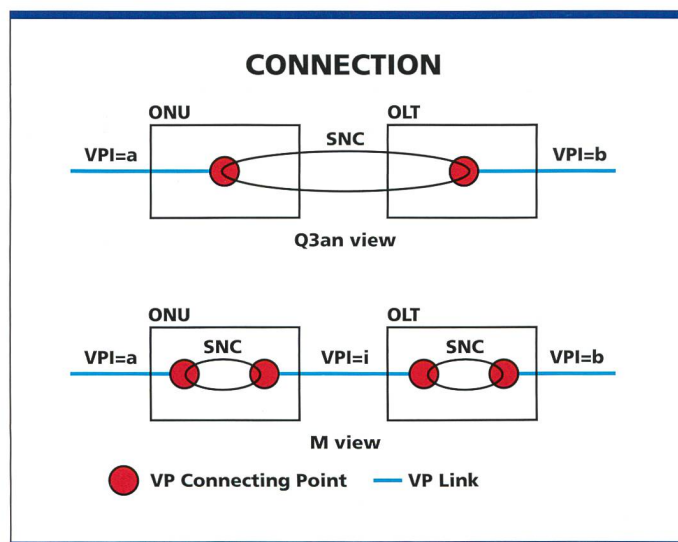 CONNECTION
ONU
OLT
SNC
VPI=a
VPI=b
Q3an view
ONU
OLT
VPI=a
SNC
VPI=i
SNC
VPI=b
M view
VP Connecting Point
VP Link